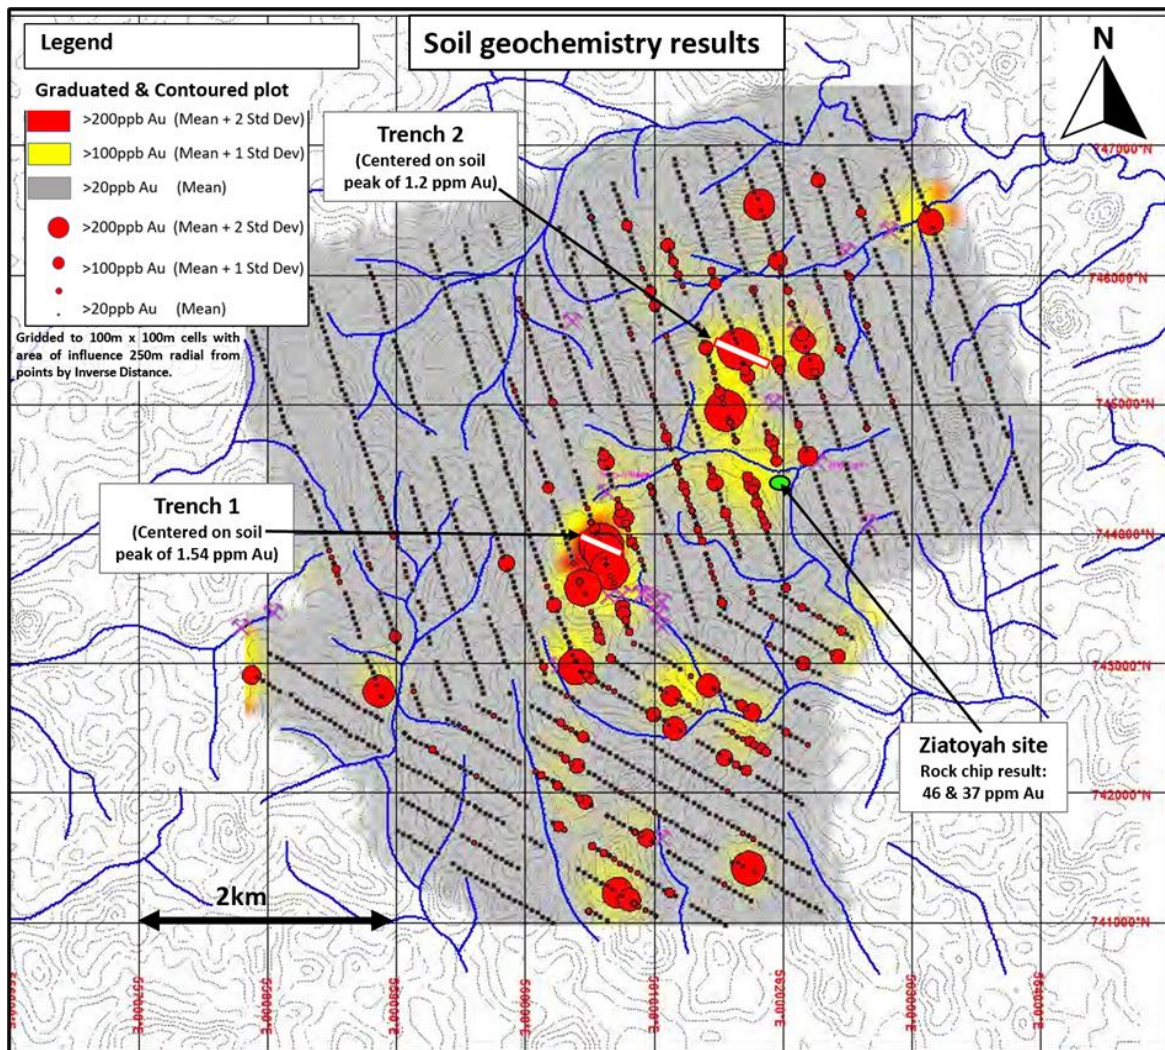 Legend
Soil geochemistry results
N
Graduated & Contoured plot
>200ppb Au (Mean + 2 Std Dev)
>100ppb Au (Mean + 1 Std Dev)
>20ppb Au (Mean)
>200ppb Au (Mean + 2 Std Dev)
>100ppb Au (Mean + 1 Std Dev)
>20ppb Au (Mean)
Gridded to 100m x 100m cells with
area of influence 250m radial from
points by Inverse Distance.
Trench 2
(Centered on soil
peak of 1.2 ppm Au)
Trench 1
(Centered on soil
peak of 1.54 ppm Au)
Ziatoyah site
Rock chip result:
46 & 37 ppm Au
2km
747000°N
746000°N
745000°N
744000°N
743000°N
742000°N
741000°N